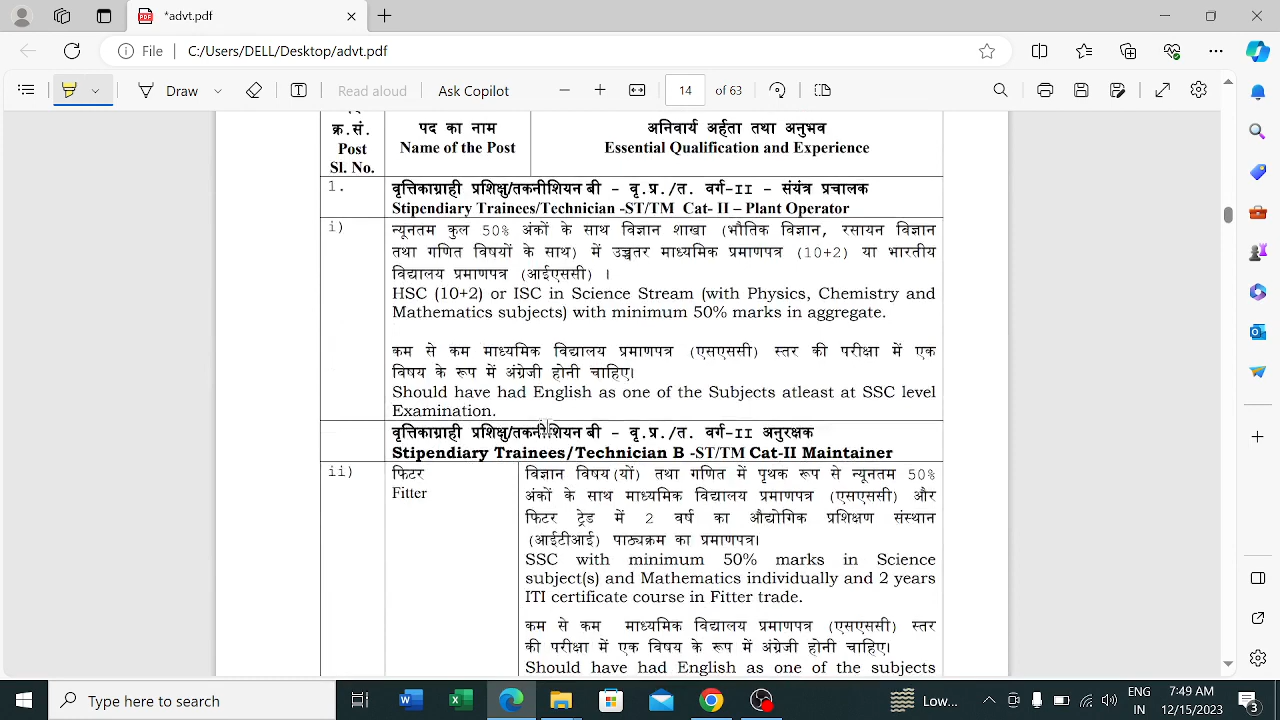 *advt.pdf
File
C:/Users/DELL/Desktop/advt.pdf
Draw
Read aloud
Ask Copilot
14
of 63
क्र.सं.
Post
Sl. No.
पद का नाम
Name of the Post
अनिवार्य अर्हता तथा अनुभव
Essential Qualification and Experience
1.
वृत्तिकाग्राही प्रशिक्षु/तकनीशियन बी - वृ.प्र./त. वर्ग-II - संयंत्र प्रचालक
Stipendiary Trainees/Technician -ST/TM Cat- II – Plant Operator
i)
न्यूनतम कुल 50% अंकों के साथ विज्ञान शाखा (भौतिक विज्ञान, रसायन विज्ञान
तथा गणित विषयों के साथ) में उच्चतर माध्यमिक प्रमाणपत्र (10+2) या भारतीय
विद्यालय प्रमाणपत्र (आईएससी) ।
HSC (10+2) or ISC in Science Stream (with Physics, Chemistry and
Mathematics subjects) with minimum 50% marks in aggregate.
कम से कम माध्यमिक विद्यालय प्रमाणपत्र (एसएससी) स्तर की परीक्षा में एक
विषय के रूप में अंग्रेजी होनी चाहिए।
Should have had English as one of the Subjects atleast at SSC level
Examination.
वृत्तिकाग्राही प्रशिक्षु/तकनीशियन बी - वृ.प्र./त. वर्ग-II अनुरक्षक
Stipendiary Trainees/Technician B -ST/TM Cat-II Maintainer
ii)
फिटर
Fitter
विज्ञान विषय(यों) तथा गणित में पृथक रूप से न्यूनतम 50%
अंकों के साथ माध्यमिक विद्यालय प्रमाणपत्र (एसएससी) और
फिटर ट्रेड में 2 वर्ष का औद्योगिक प्रशिक्षण संस्थान
(आईटीआई) पाठ्यक्रम का प्रमाणपत्र।
SSC with minimum 50% marks in Science
subject(s) and Mathematics individually and 2 years
ITI certificate course in Fitter trade.
कम से कम माध्यमिक विद्यालय प्रमाणपत्र (एसएससी) स्तर
की परीक्षा में एक विषय के रूप में अंग्रेजी होनी चाहिए।
Should have had English as one of the subjects
Type here to search
Low...
ENG
IN
7:49 AM
12/15/2023
3